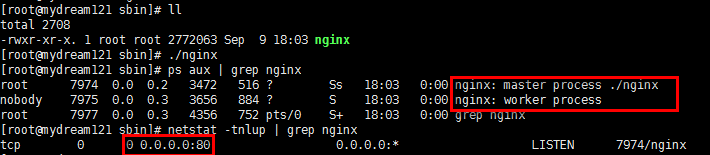 [root@mydream121 sbin]# ll
total 2708
-rwxr-xr-x. 1 root root 2772063 Sep  9 18:03 nginx
[root@mydream121 sbin]# ./nginx
[root@mydream121 sbin]# ps aux | grep nginx
root      7974  0.0  0.2   3472   516 ?        Ss   18:03   0:00 nginx: master process ./nginx
nobody    7975  0.0  0.3   3656   884 ?        S    18:03   0:00 nginx: worker process
root      7977  0.0  0.3   4356   752 pts/0    S+   18:03   0:00 grep nginx
[root@mydream121 sbin]# netstat -tnlup | grep nginx
tcp        0      0 0.0.0.0:80                  0.0.0.0:*                   LISTEN      7974/nginx